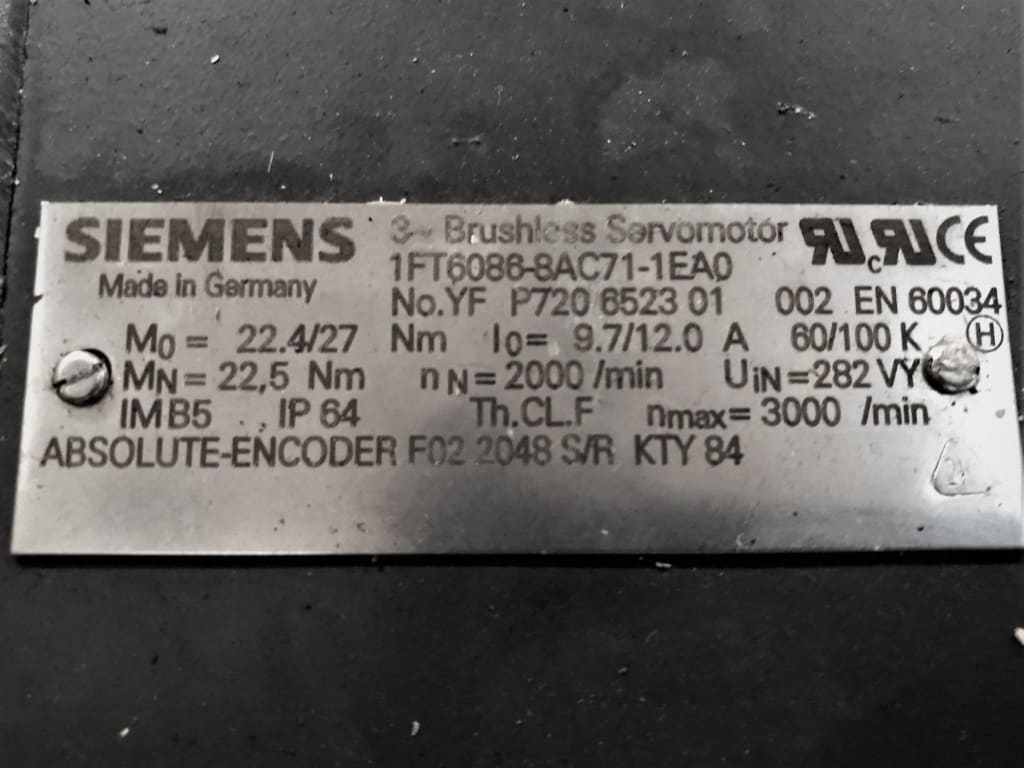 SIEMENS
3~ Brushless Servomotor
Made in Germany
1FT6086-8AC71-1EA0
No.YF P720 6523 01 002 EN 60034
M0 = 22.4/27 Nm I0= 9.7/12.0 A 60/100 K H
MN = 22,5 Nm nN = 2000 /min UiN =282 VY
IM B5 IP 64 Th.CL.F nmax = 3000 /min
ABSOLUTE-ENCODER F02 2048 S/R KTY 84